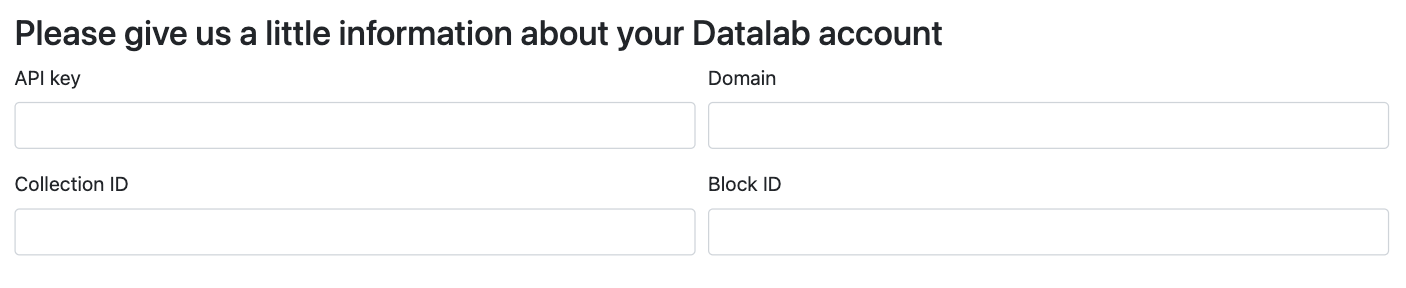 Please give us a little information about your Datalab account
API key
Domain
Collection ID
Block ID